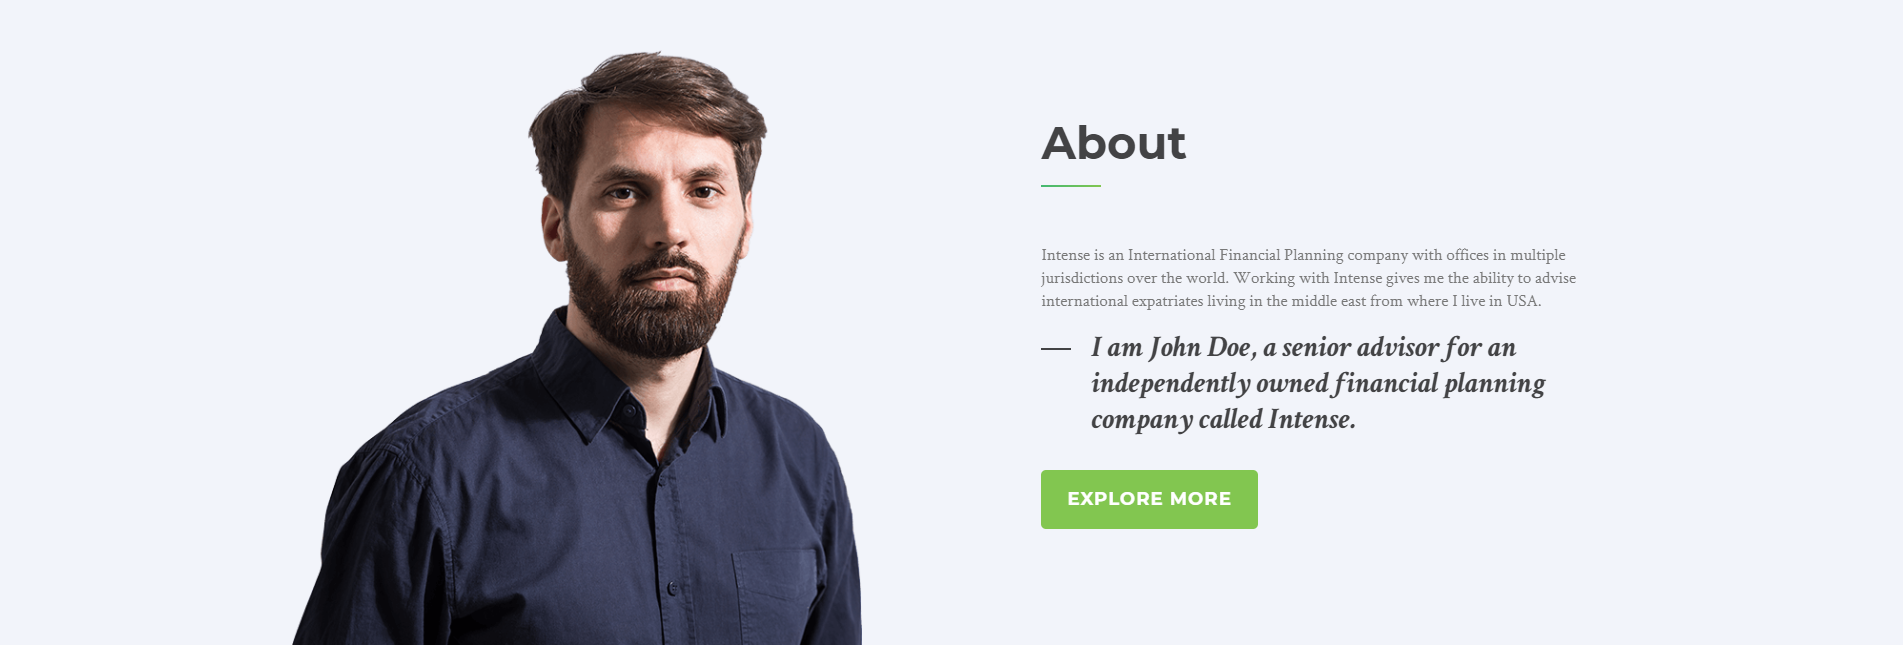 About
Intense is an International Financial Planning company with offices in multiple
jurisdictions over the world. Working with Intense gives me the ability to advise
international expatriates living in the middle east from where I live in USA.
— I am John Doe, a senior advisor for an
independently owned financial planning
company called Intense.
EXPLORE MORE